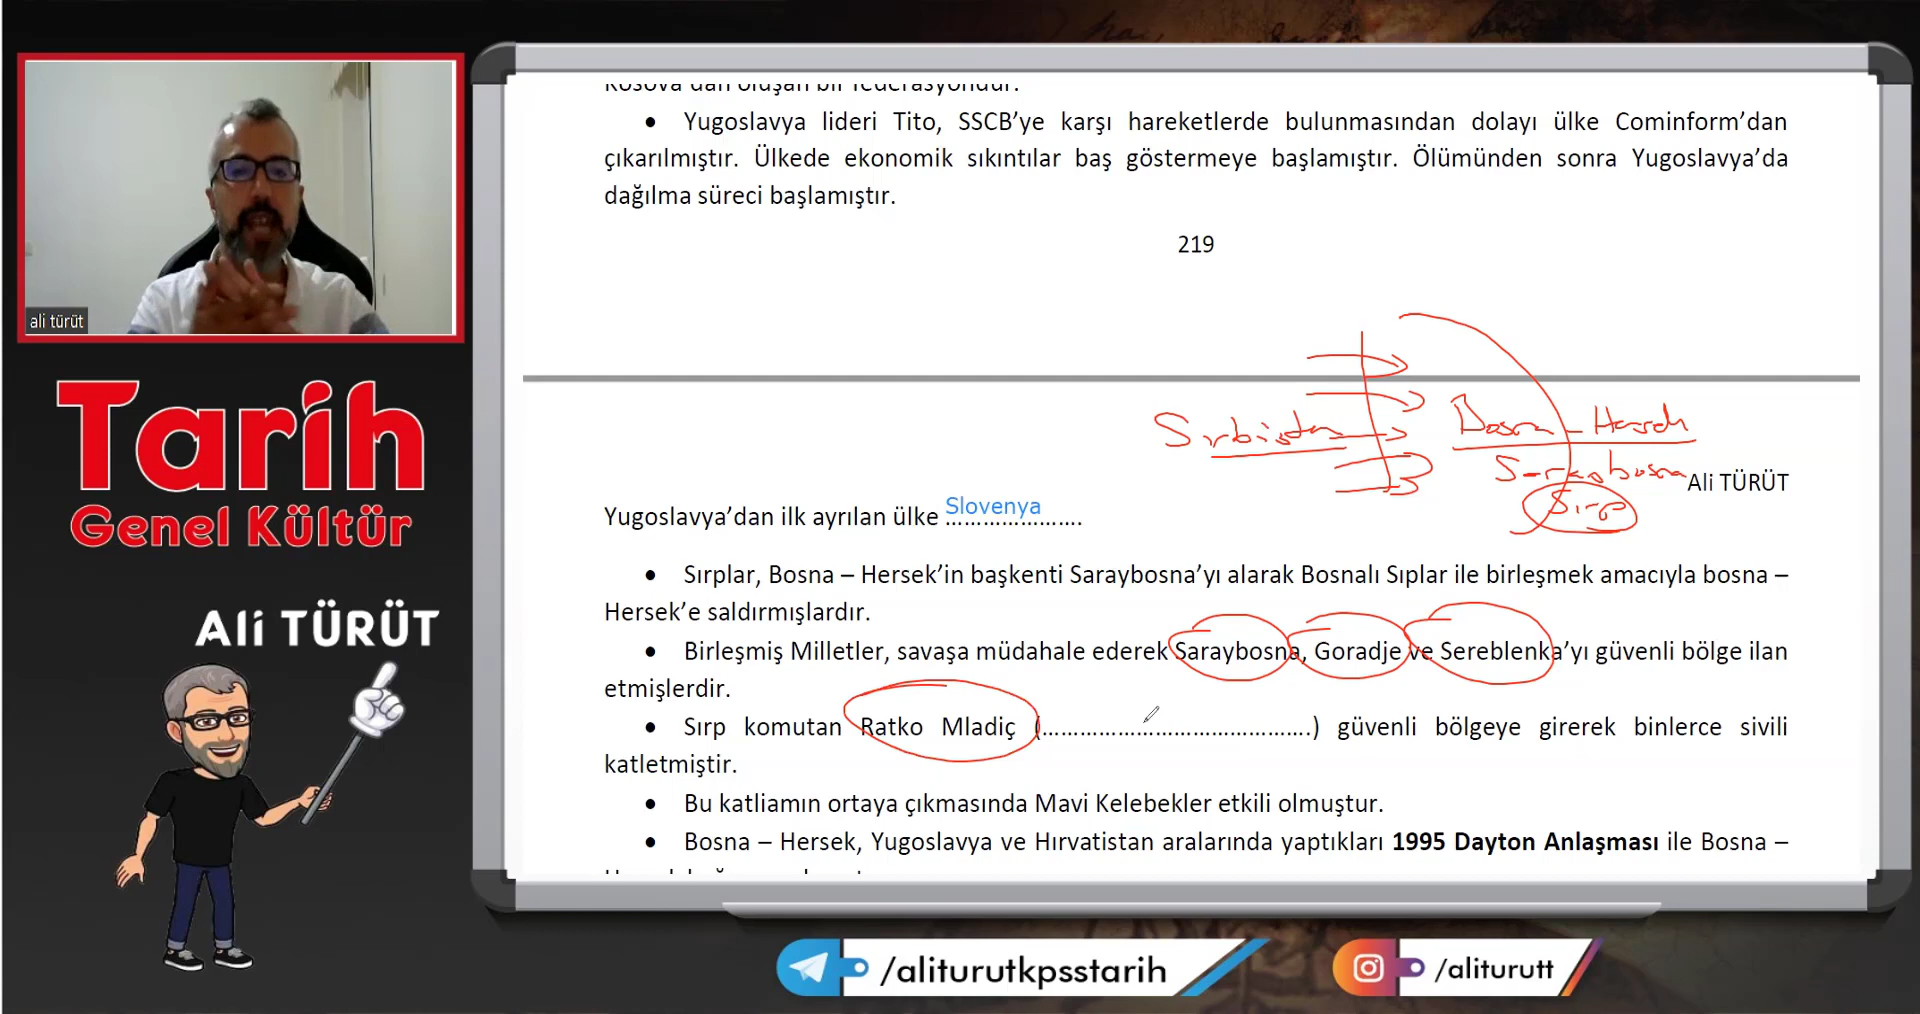 Kosova'dan oluşan bir federasyondur.
• Yugoslavya lideri Tito, SSCB'ye karşı hareketlerde bulunmasından dolayı ülke Cominform'dan
çıkarılmıştır. Ülkede ekonomik sıkıntılar baş göstermeye başlamıştır. Ölümünden sonra Yugoslavya'da
dağılma süreci başlamıştır.
219
ali türüt
Tarih
Genel Kültür
Ali TÜRÜT
Sırbistan
Bosna - Hersek
Saraybosna
Sırp
Ali TÜRÜT
Yugoslavya'dan ilk ayrılan ülke Slovenya………………….
• Sırplar, Bosna – Hersek'in başkenti Saraybosna'yı alarak Bosnalı Sıplar ile birleşmek amacıyla bosna –
Hersek'e saldırmışlardır.
• Birleşmiş Milletler, savaşa müdahale ederek Saraybosna, Goradje ve Sereblenka'yı güvenli bölge ilan
etmişlerdir.
• Sırp komutan Ratko Mladiç (…………………………………….) güvenli bölgeye girerek binlerce sivili
katletmiştir.
• Bu katliamın ortaya çıkmasında Mavi Kelebekler etkili olmuştur.
• Bosna – Hersek, Yugoslavya ve Hırvatistan aralarında yaptıkları 1995 Dayton Anlaşması ile Bosna –
/aliturutkpsstarih
/aliturutt